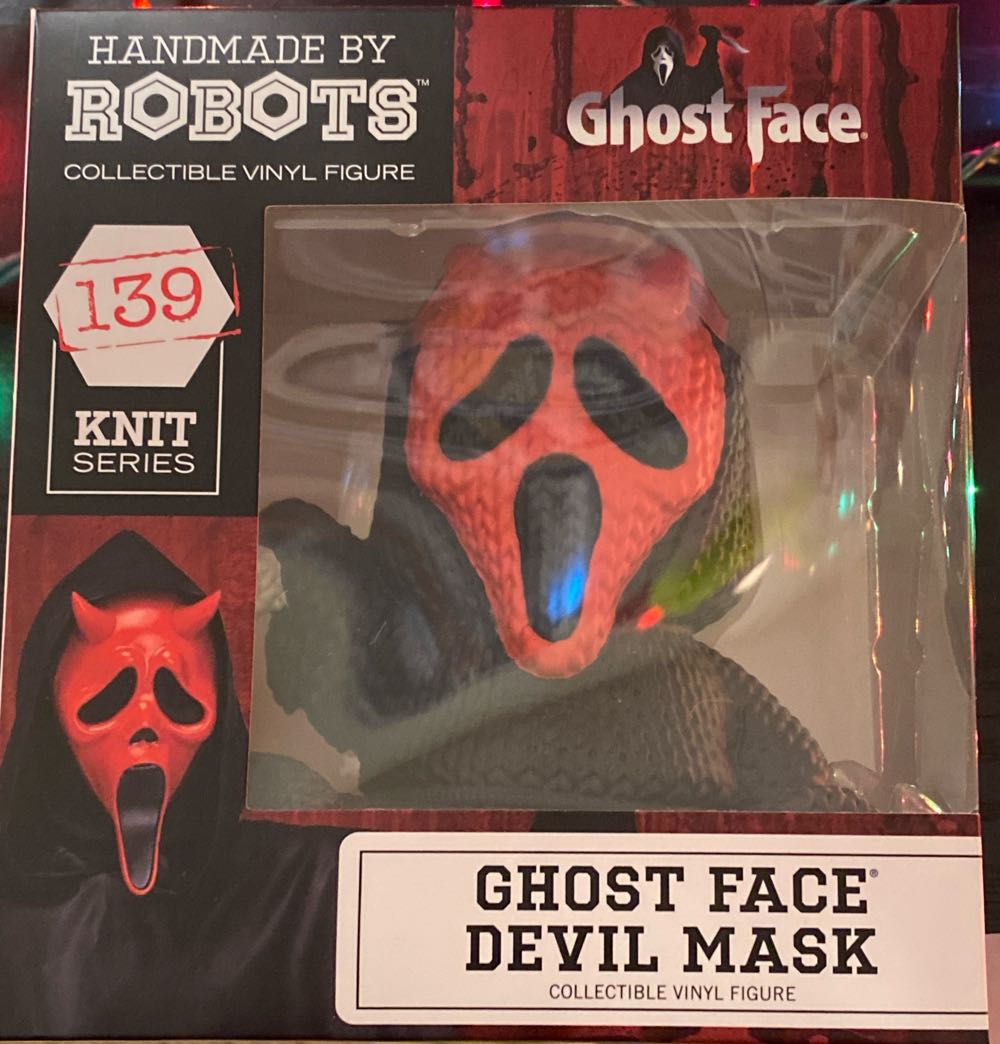 HANDMADE BY
ROBOTS™
COLLECTIBLE VINYL FIGURE
Ghost Face®
139
KNIT
SERIES
GHOST FACE®
DEVIL MASK
COLLECTIBLE VINYL FIGURE